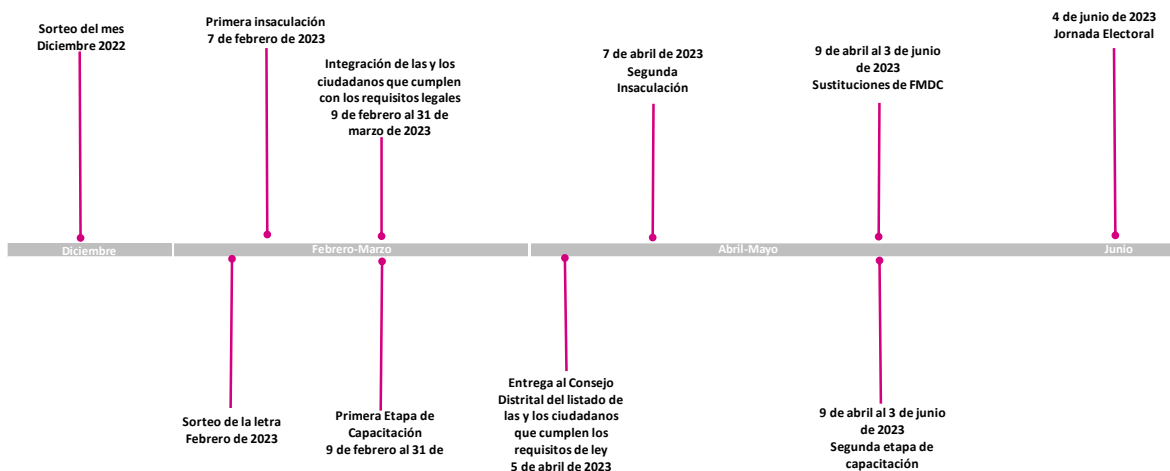 Sorteo del mes
Diciembre 2022
Primera insaculación
7 de febrero de 2023
Integración de las y los
ciudadanos que cumplen
con los requisitos legales
9 de febrero al 31 de
marzo de 2023
7 de abril de 2023
Segunda
Insaculación
9 de abril al 3 de junio
de 2023
Sustituciones de FMDC
4 de junio de 2023
Jornada Electoral
Diciembre
Febrero-Marzo
Abril-Mayo
Junio
Sorteo de la letra
Febrero de 2023
Primera Etapa de
Capacitación
9 de febrero al 31 de
Entrega al Consejo
Distrital del listado de
las y los ciudadanos
que cumplen los
requisitos de ley
5 de abril de 2023
9 de abril al 3 de junio
de 2023
Segunda etapa de
capacitación